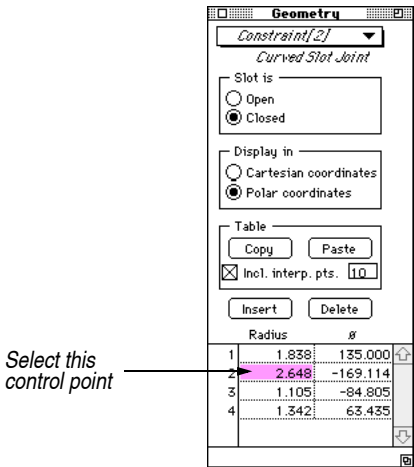 Geometry
Constraint[2]
Curved Slot Joint
Slot is
Open
Closed
Display in
Cartesian coordinates
Polar coordinates
Table
Copy Paste
Incl. interp. pts. 10
Insert Delete
Radius ø
1 1.838 135.000
2 2.648 -169.114
3 1.105 -84.805
4 1.342 63.435
Select this
control point